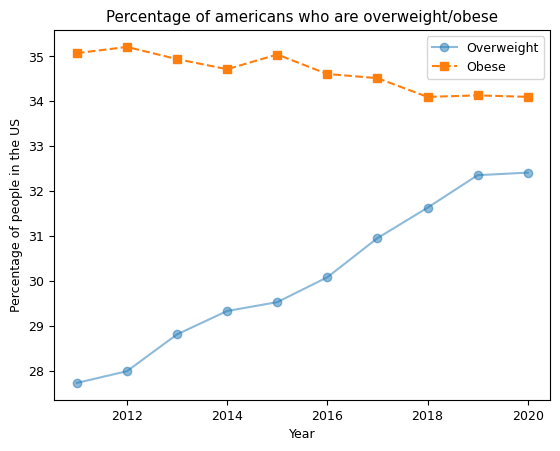 Percentage of americans who are overweight/obese
Overweight
Obese
35
34
33
32
31
30
29
28
Percentage of people in the US
2012 2014 2016 2018 2020
Year